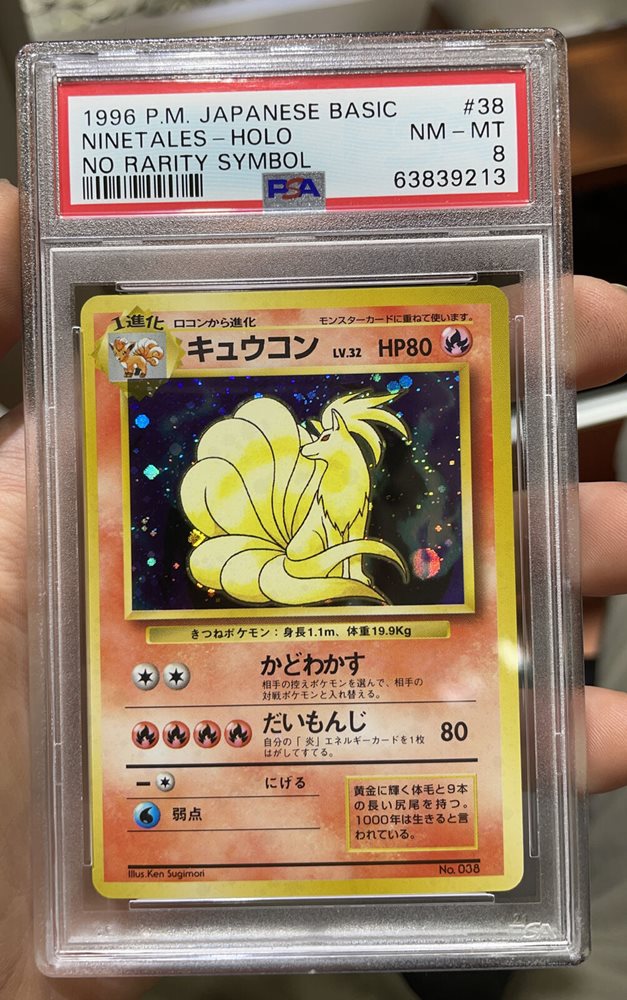 1996 P.M. JAPANESE BASIC #38
NINETALES-HOLO NM-MT
NO RARITY SYMBOL 8
PSA 63839213
1進化 ロコンから進化 モンスターカードに重ねて使います。
キュウコン LV.32 HP80
きつねポケモン：身長1.1m、体重19.9Kg
かどわかす
相手の控えポケモンを選んで、相手の
対戦ポケモンと入れ替える。
だいもんじ 80
自分の「炎」エネルギーカードを1枚
はがしてすてる。
にげる
弱点
黄金に輝く体毛と9本
の長い尻尾を持つ。
1000年は生きると言
われている。
Illus.Ken Sugimori No.038
PSA